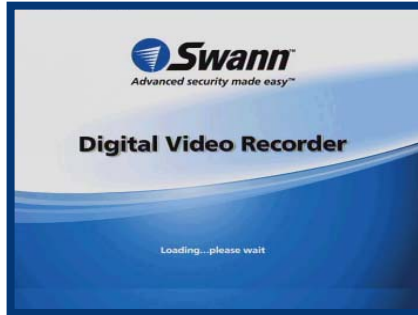 Swann™
Advanced security made easy™
Digital Video Recorder
Loading...please wait